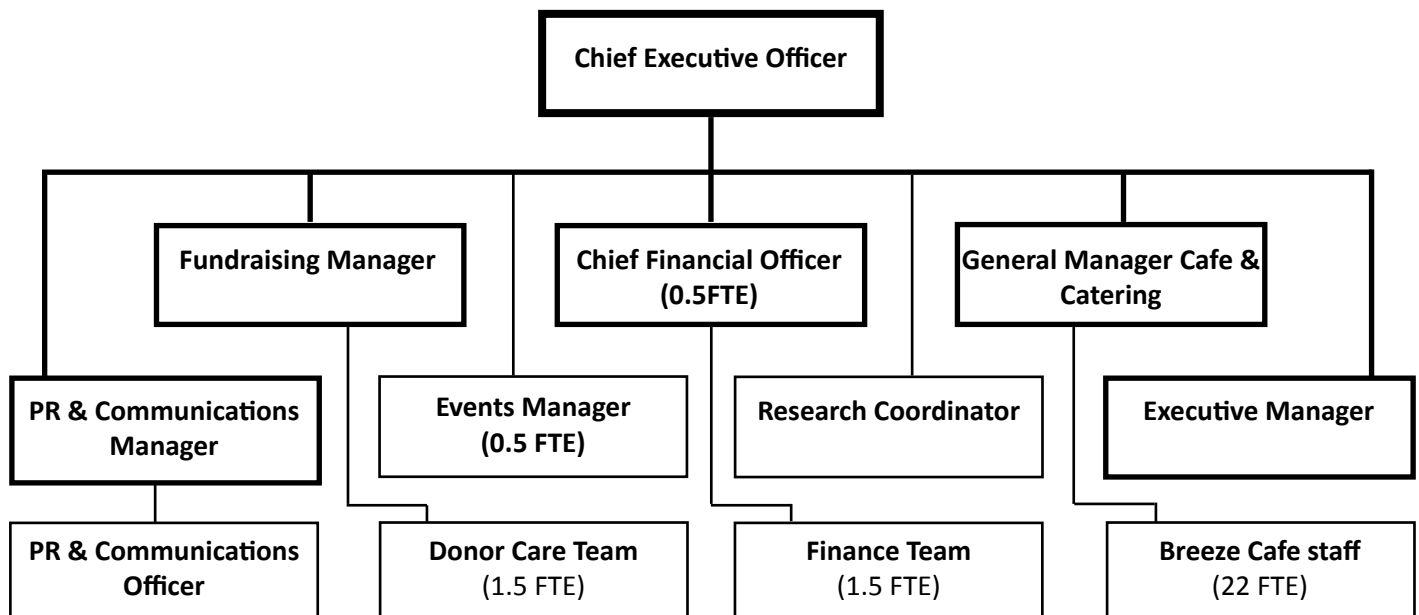 Chief Executive Officer
Fundraising Manager
Chief Financial Officer
(0.5FTE)
General Manager Cafe &
Catering
PR & Communications
Manager
Events Manager
(0.5 FTE)
Research Coordinator
Executive Manager
PR & Communications
Officer
Donor Care Team
(1.5 FTE)
Finance Team
(1.5 FTE)
Breeze Cafe staff
(22 FTE)